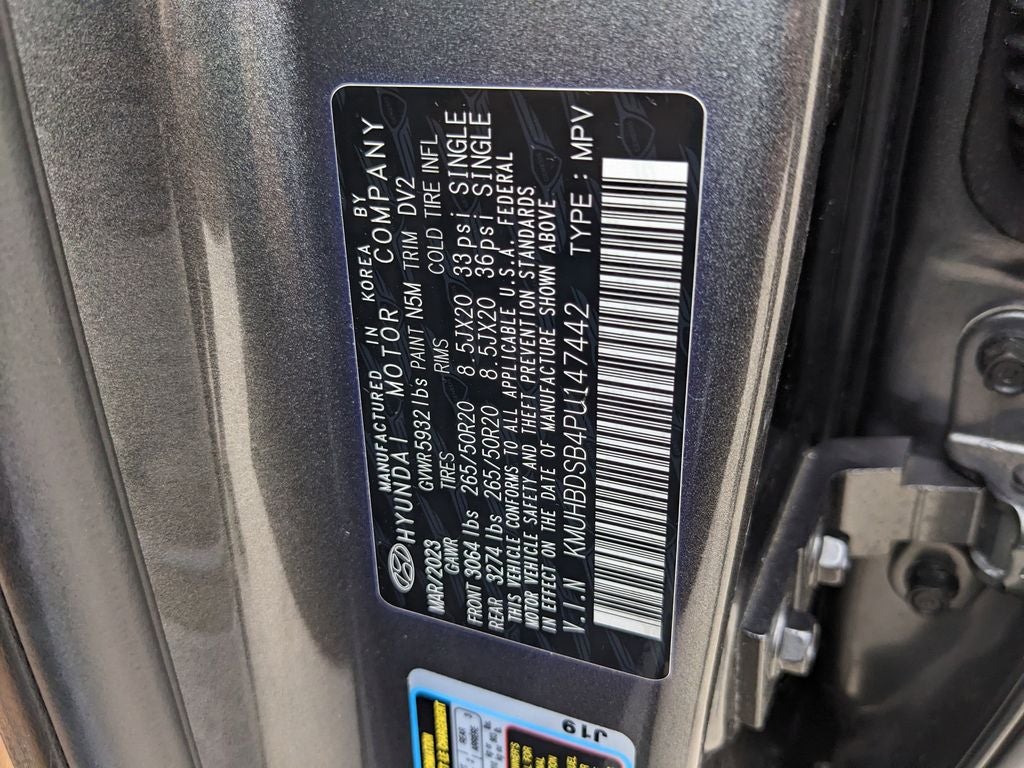 MANUFACTURED IN KOREA BY
HYUNDAI MOTOR COMPANY
MAR/2023 GVWR:5932 lbs PAINT N5M TRIM DV2
GAWR TIRES RIMS COLD TIRE INFL
FRONT 3064 lbs 265/50R20 8.5JX20 33psi SINGLE
REAR 3274 lbs 265/50R20 8.5JX20 36psi SINGLE
THIS VEHICLE CONFORMS TO ALL APPLICABLE U.S.A. FEDERAL
MOTOR VEHICLE SAFETY AND THEFT PREVENTION STANDARDS
IN EFFECT ON THE DATE OF MANUFACTURE SHOWN ABOVE.
V.I.N KMUHBDSB4PU147442 TYPE : MPV
J19